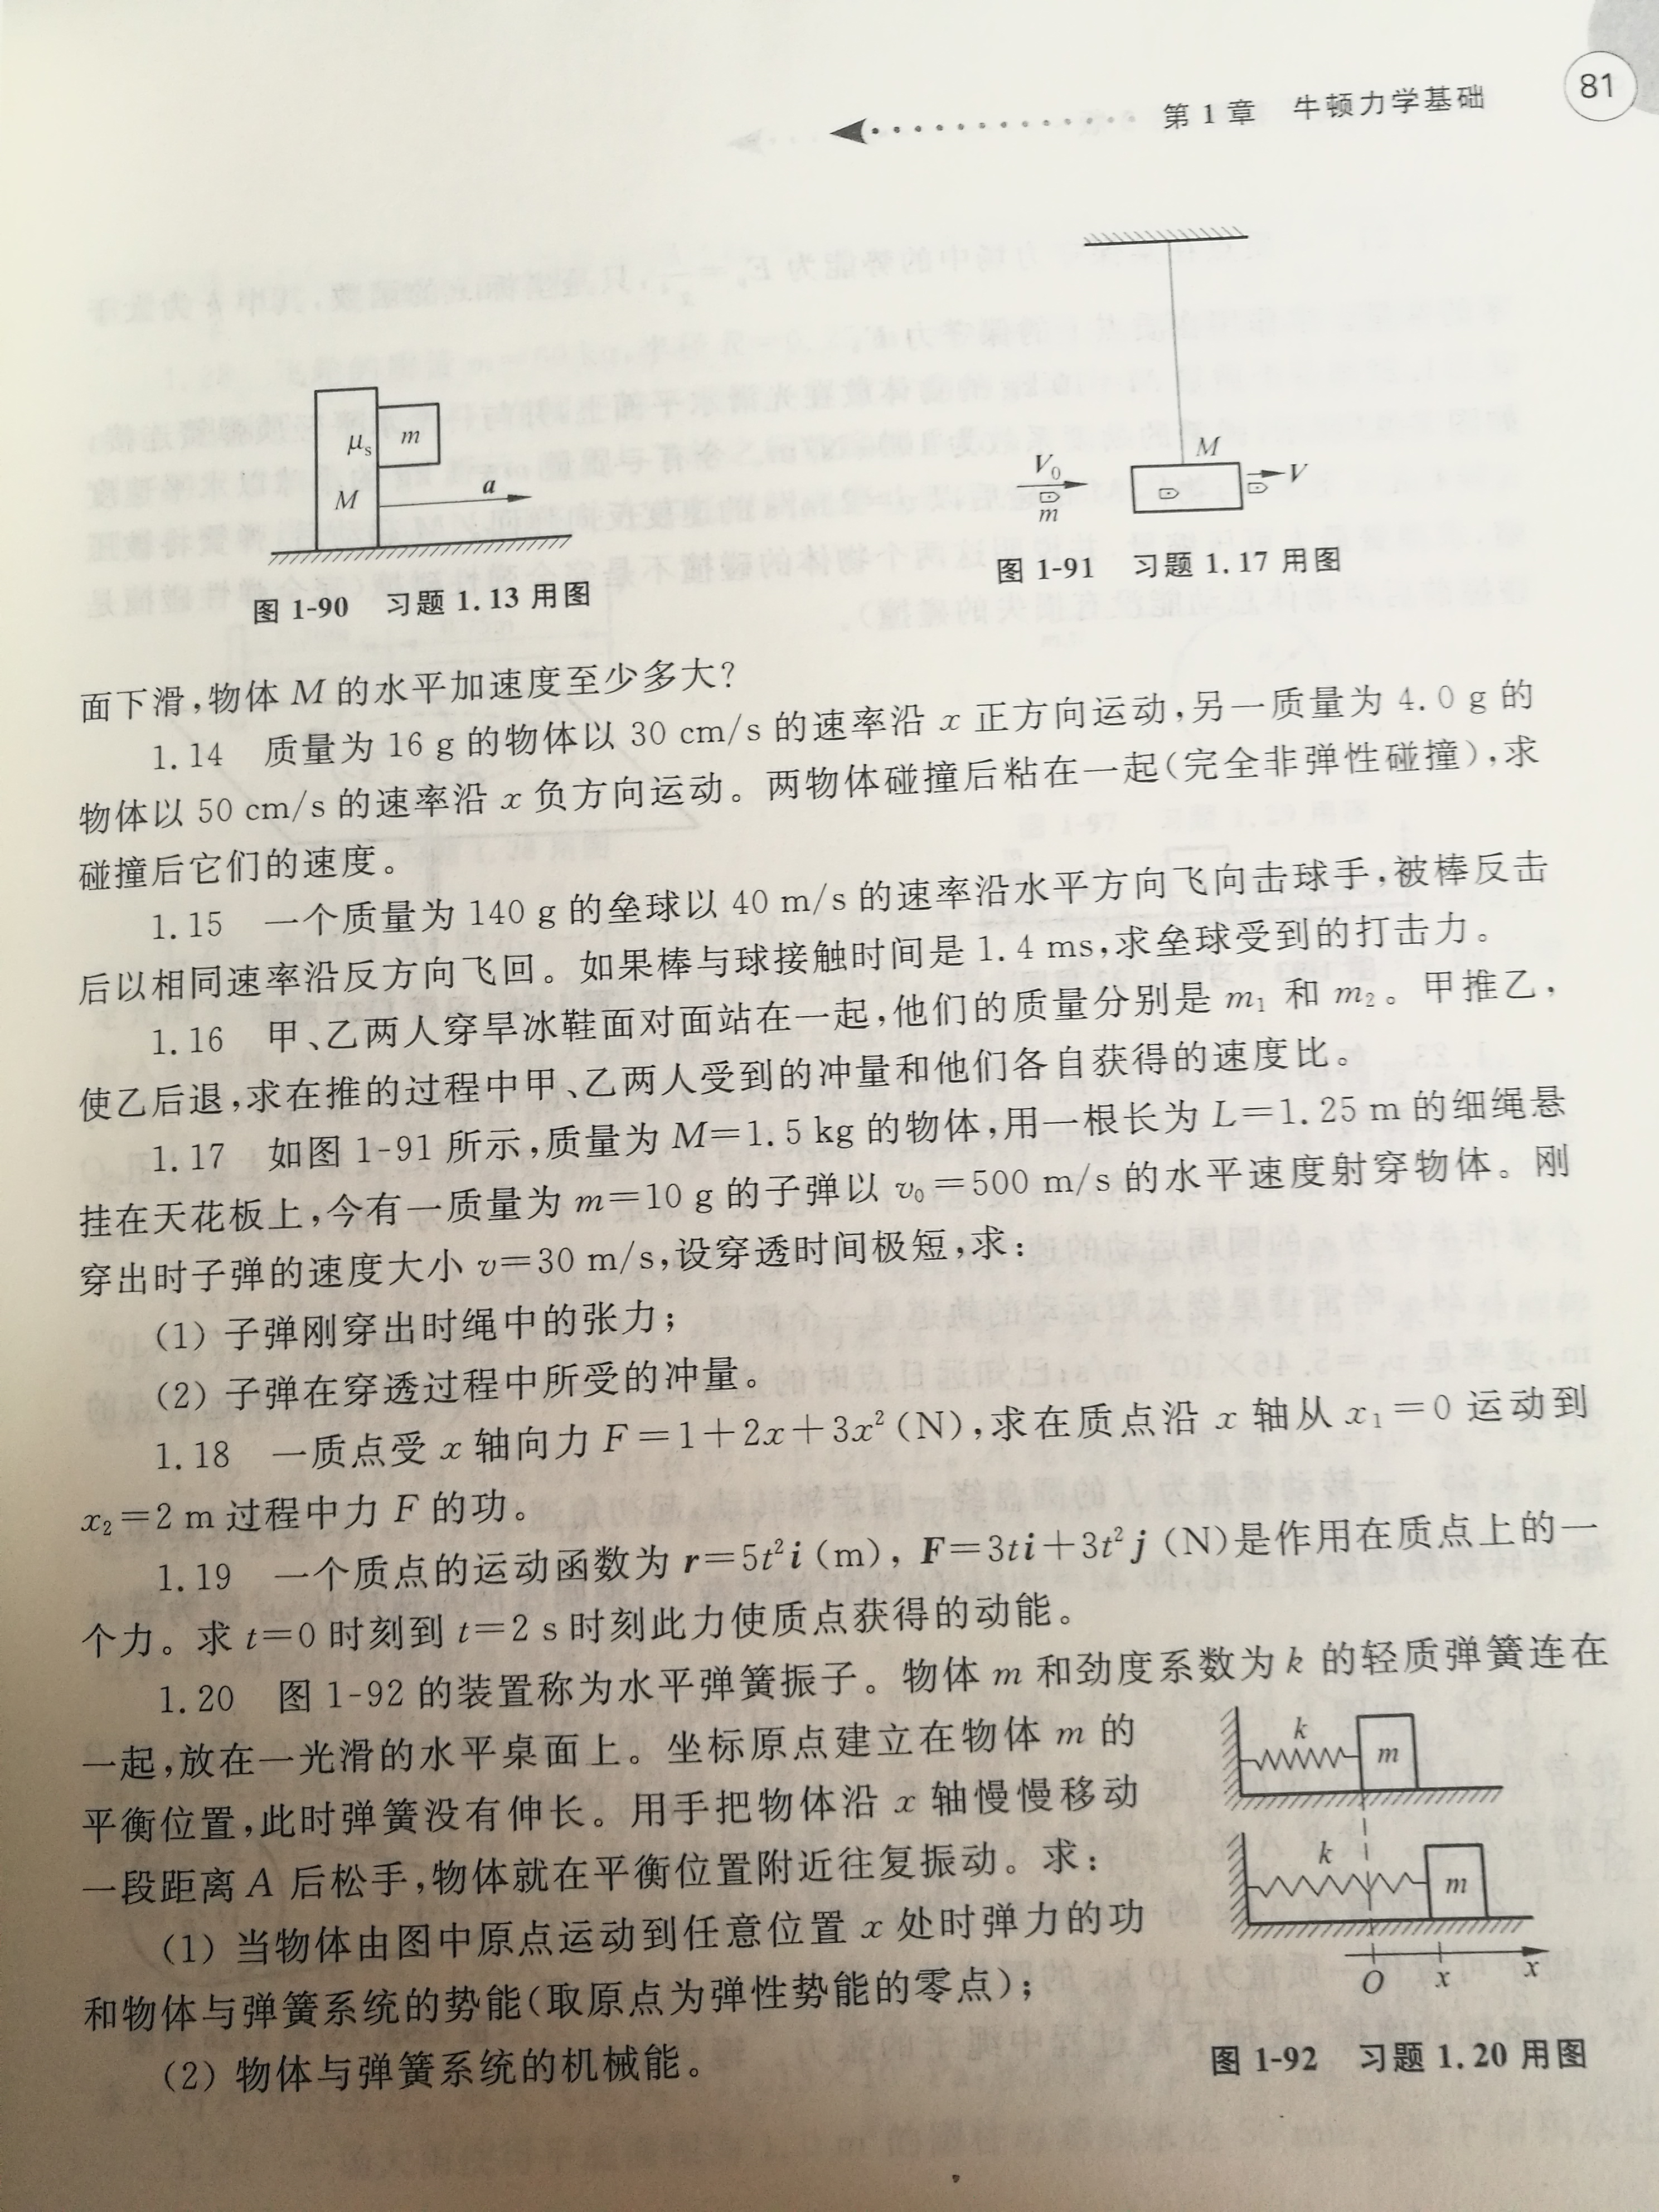 第1章 牛顿力学基础
81
μs
m
M
a
图 1-90 习题 1.13 用图
V0
m
M
V
图 1-91 习题 1.17 用图
面下滑,物体 M 的水平加速度至少多大?
1.14 质量为 16 g 的物体以 30 cm/s 的速率沿 x 正方向运动,另一质量为 4.0 g 的
物体以 50 cm/s 的速率沿 x 负方向运动。两物体碰撞后粘在一起(完全非弹性碰撞),求
碰撞后它们的速度。
1.15 一个质量为 140 g 的垒球以 40 m/s 的速率沿水平方向飞向击球手,被棒反击
后以相同速率沿反方向飞回。如果棒与球接触时间是 1.4 ms,求垒球受到的打击力。
1.16 甲、乙两人穿旱冰鞋面对面站在一起,他们的质量分别是 m₁ 和 m₂。甲推乙,
使乙后退,求在推的过程中甲、乙两人受到的冲量和他们各自获得的速度比。
1.17 如图 1-91 所示,质量为 M=1.5 kg 的物体,用一根长为 L=1.25 m 的细绳悬
挂在天花板上,今有一质量为 m=10 g 的子弹以 v₀=500 m/s 的水平速度射穿物体。刚
穿出时子弹的速度大小 v=30 m/s,设穿透时间极短,求:
(1) 子弹刚穿出时绳中的张力;
(2) 子弹在穿透过程中所受的冲量。
1.18 一质点受 x 轴向力 F=1+2x+3x² (N),求在质点沿 x 轴从 x₁=0 运动到
x₂=2 m 过程中力 F 的功。
1.19 一个质点的运动函数为 r=5t²i (m), F=3ti+3t²j (N)是作用在质点上的一
个力。求 t=0 时刻到 t=2 s 时刻此力使质点获得的动能。
1.20 图 1-92 的装置称为水平弹簧振子。物体 m 和劲度系数为 k 的轻质弹簧连在
一起,放在一光滑的水平桌面上。坐标原点建立在物体 m 的
平衡位置,此时弹簧没有伸长。用手把物体沿 x 轴慢慢移动
一段距离 A 后松手,物体就在平衡位置附近往复振动。求:
(1) 当物体由图中原点运动到任意位置 x 处时弹力的功
和物体与弹簧系统的势能(取原点为弹性势能的零点);
(2) 物体与弹簧系统的机械能。
k
m
k
m
O x x
图 1-92 习题 1.20 用图